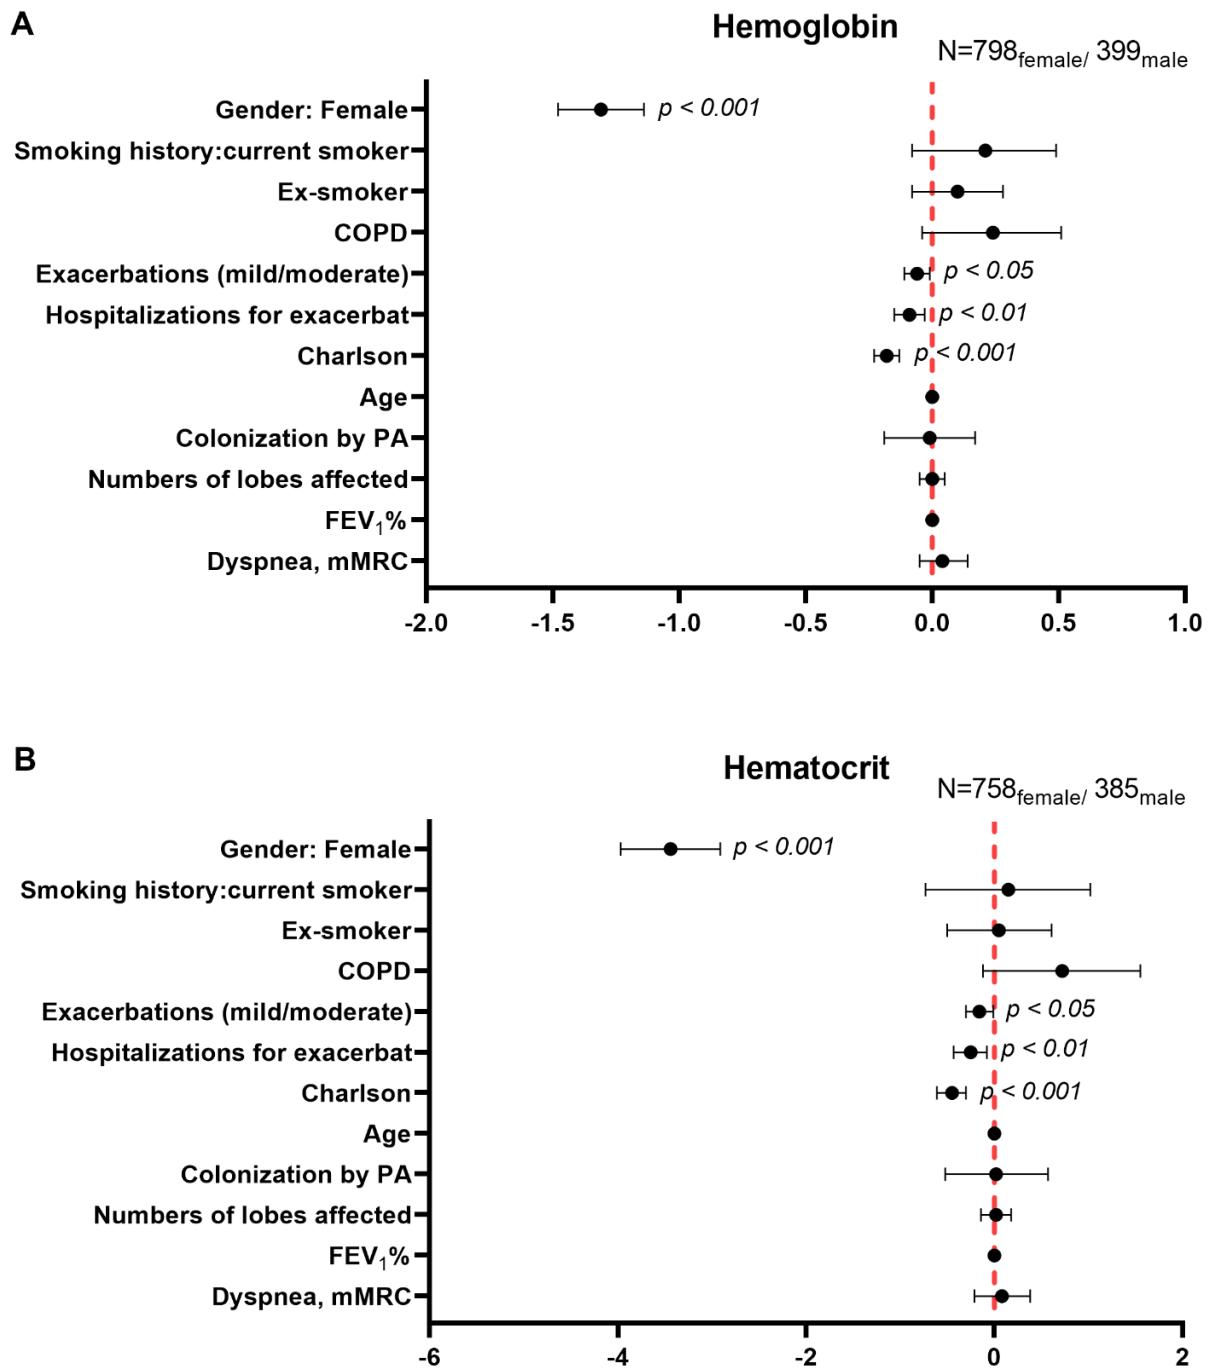 A
Hemoglobin
N=798female/ 399male
Gender: Female
p < 0.001
Smoking history:current smoker
Ex-smoker
COPD
Exacerbations (mild/moderate)
p < 0.05
Hospitalizations for exacerbat
p < 0.01
Charlson
p < 0.001
Age
Colonization by PA
Numbers of lobes affected
FEV1%
Dyspnea, mMRC
-2.0 -1.5 -1.0 -0.5 0.0 0.5 1.0
B
Hematocrit
N=758female/ 385male
Gender: Female
p < 0.001
Smoking history:current smoker
Ex-smoker
COPD
Exacerbations (mild/moderate)
p < 0.05
Hospitalizations for exacerbat
p < 0.01
Charlson
p < 0.001
Age
Colonization by PA
Numbers of lobes affected
FEV1%
Dyspnea, mMRC
-6 -4 -2 0 2